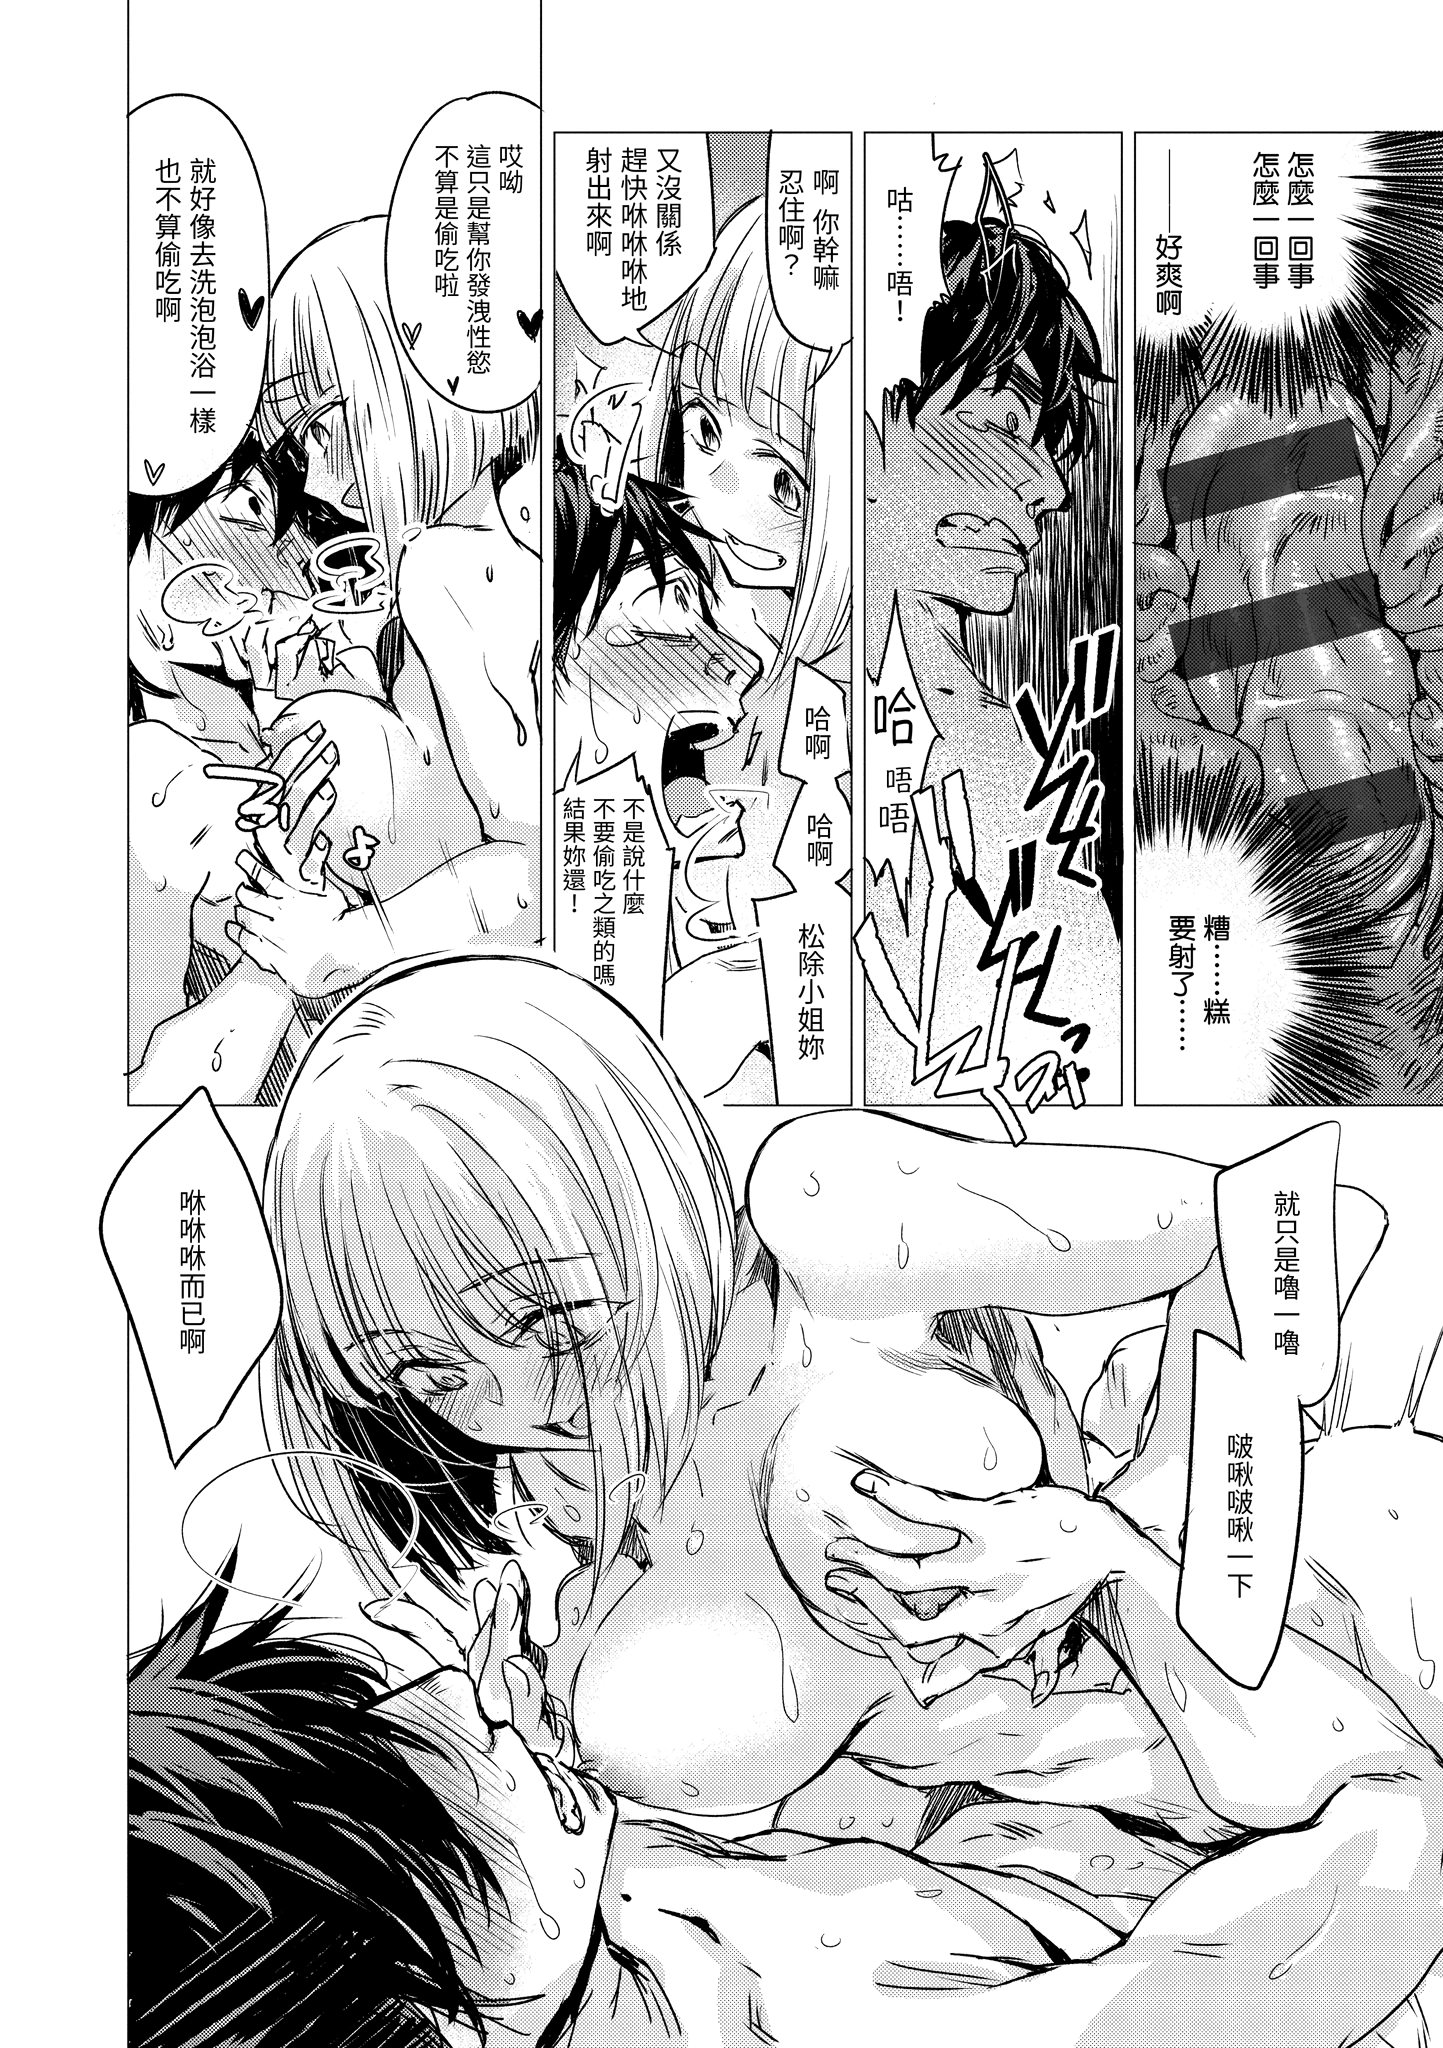 怎麼一回事
怎麼一回事
──好爽啊
糟……糕
要射了……
咕……唔！
哈
唔唔
啊 你幹嘛
忍住啊？
又沒關係
趕快咻咻咻地
射出來啊
哈啊
哈啊
松除小姐妳
不是說什麼
不要偷吃之類的嗎
結果妳還！
哎呦
這只是幫你發洩性慾
不算是偷吃啦
就好像去洗泡泡浴一樣
也不算偷吃啊
就只是嚕一嚕
啵啾啵啾一下
咻咻咻而已啊